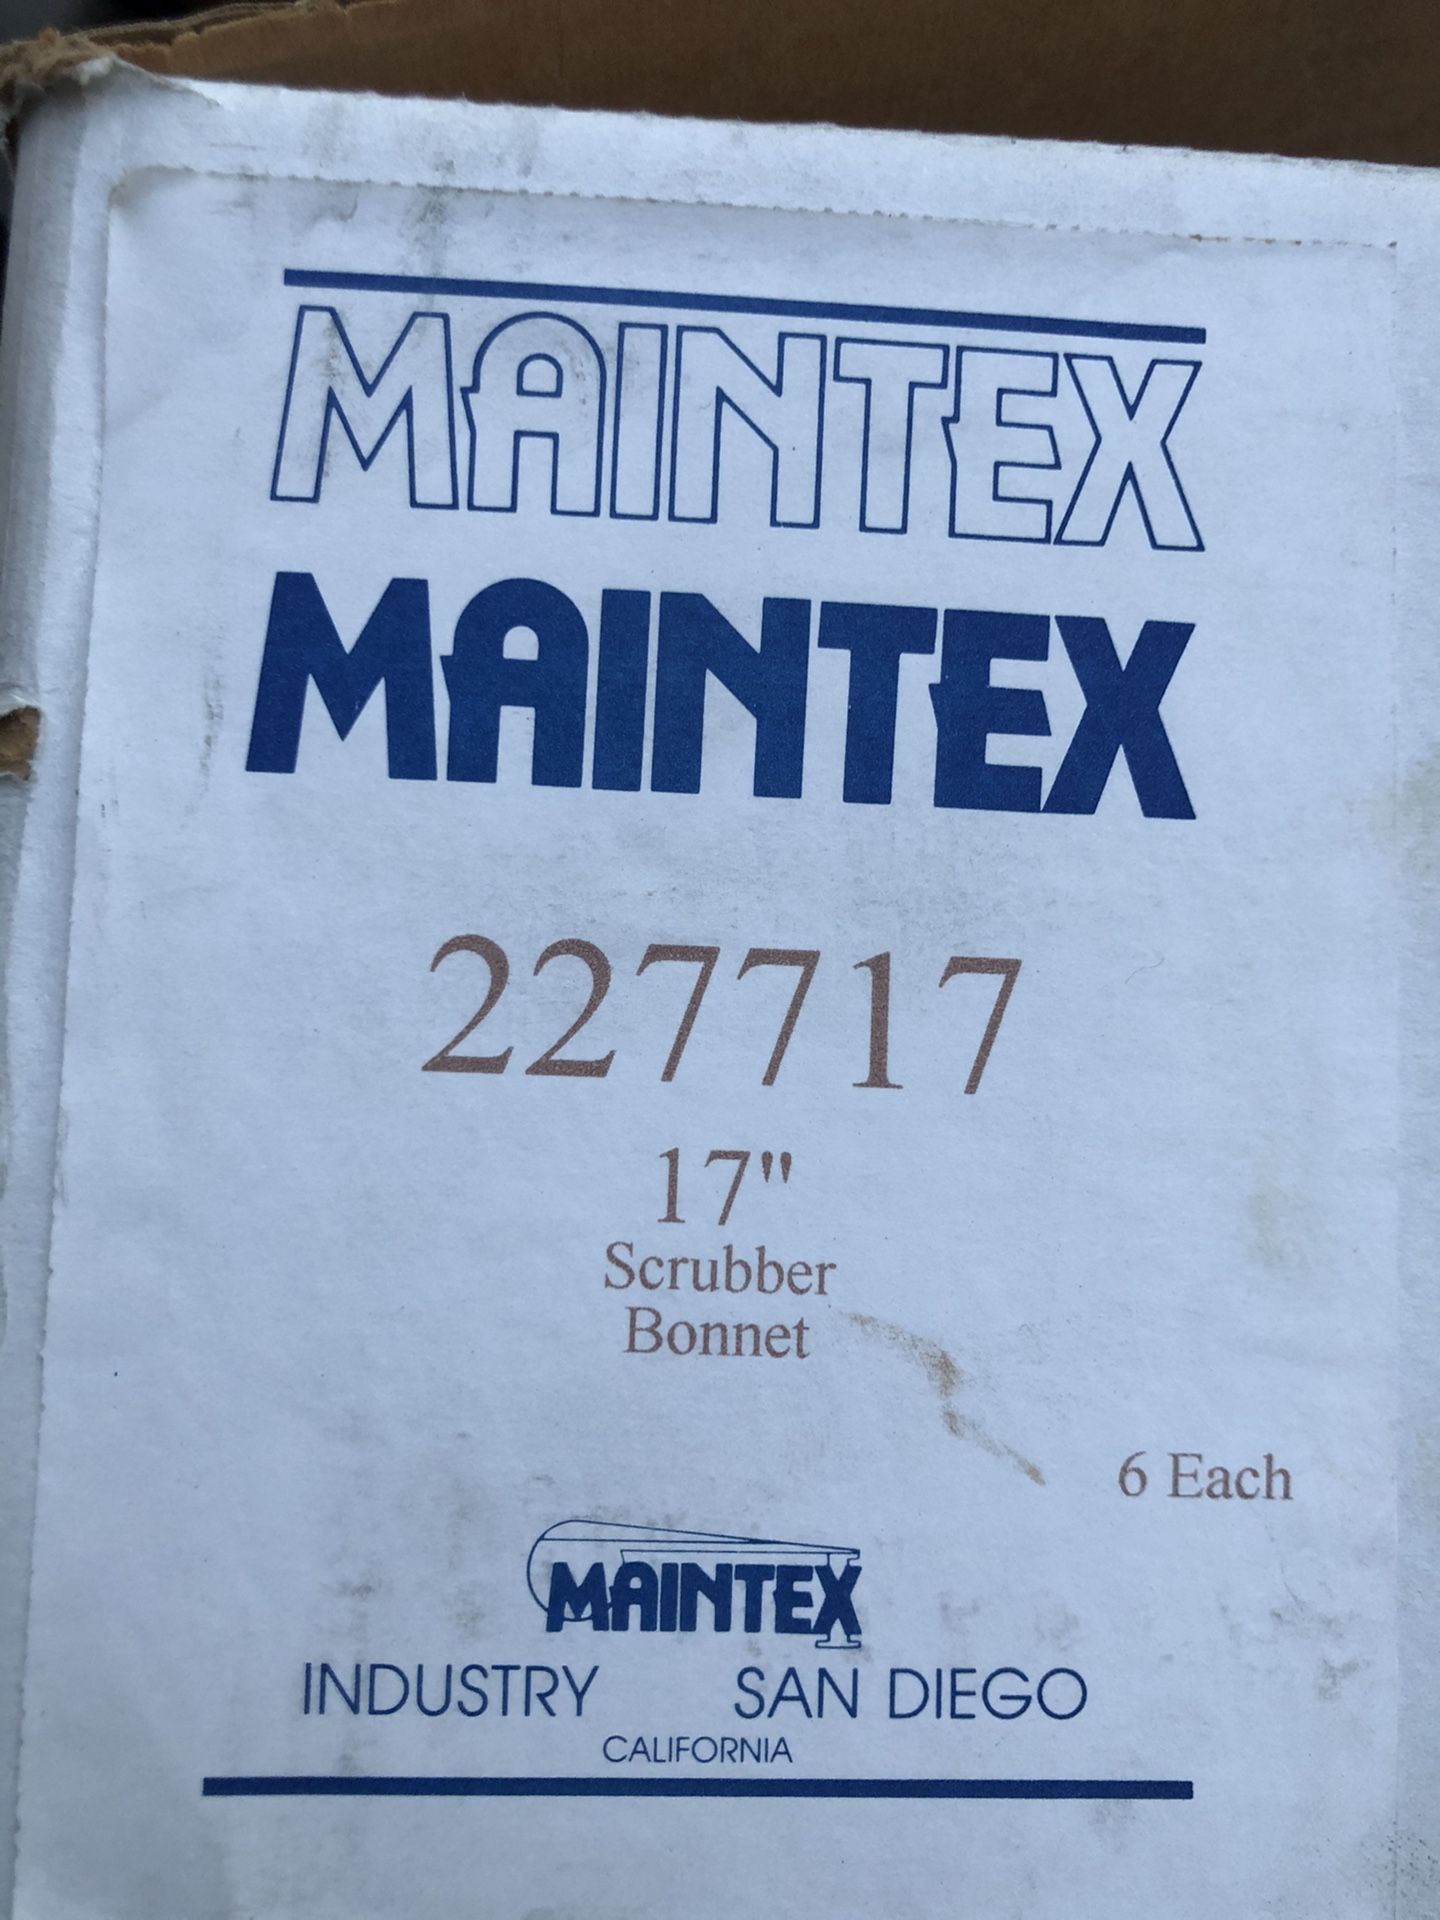 MAINTEX
MAINTEX
227717
17"
Scrubber
Bonnet
6 Each
MAINTEX
INDUSTRY SAN DIEGO
CALIFORNIA